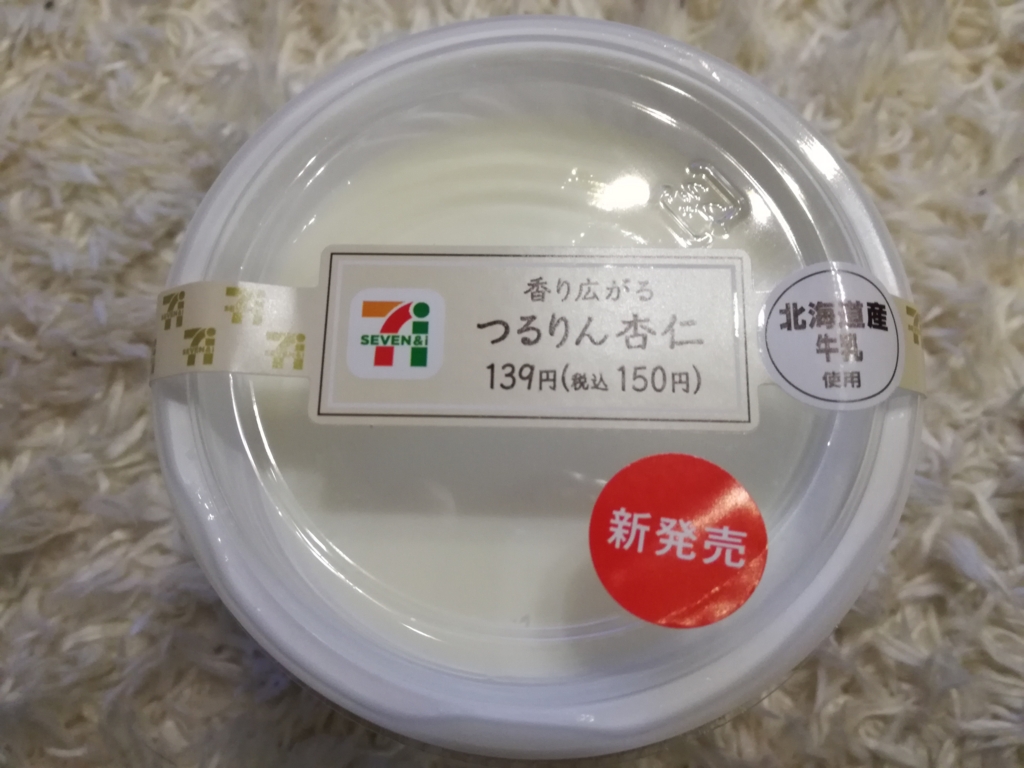 香り広がる
SEVEN&i
つるりん杏仁
139円(税込150円)
北海道産
牛乳
使用
新発売